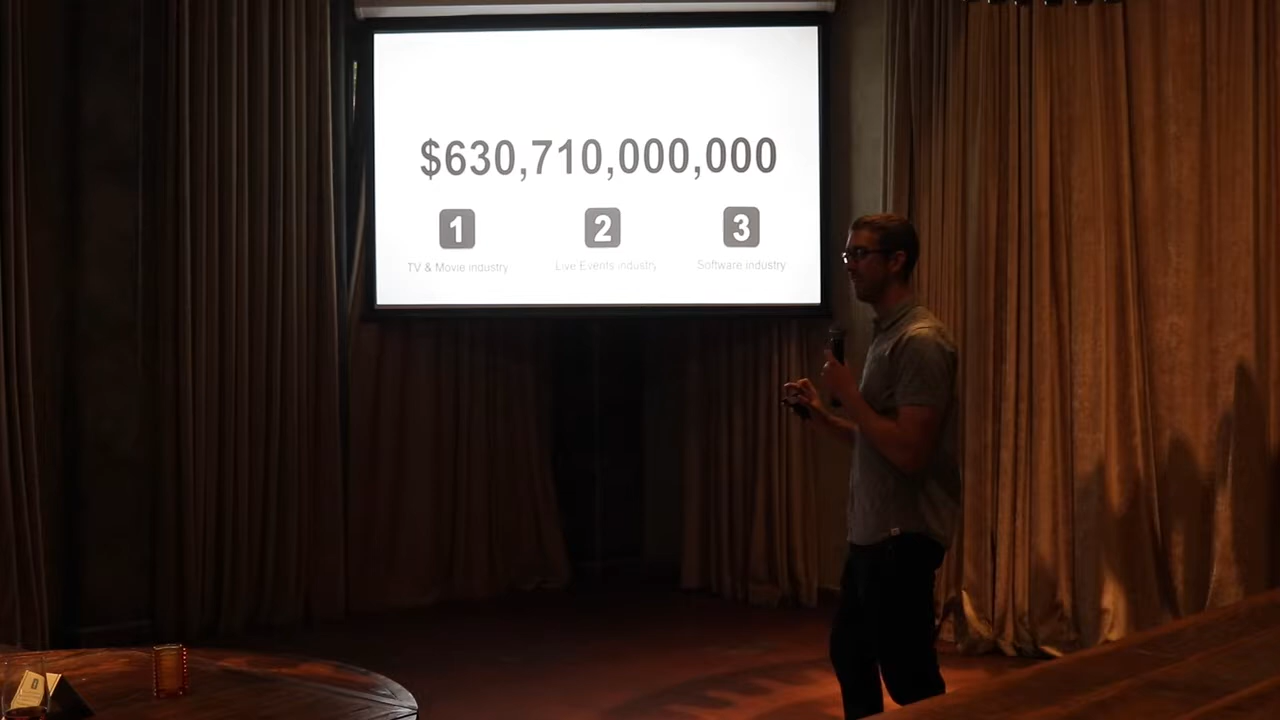 $630,710,000,000
1 2 3
TV & Movie industry Live Events industry Software industry